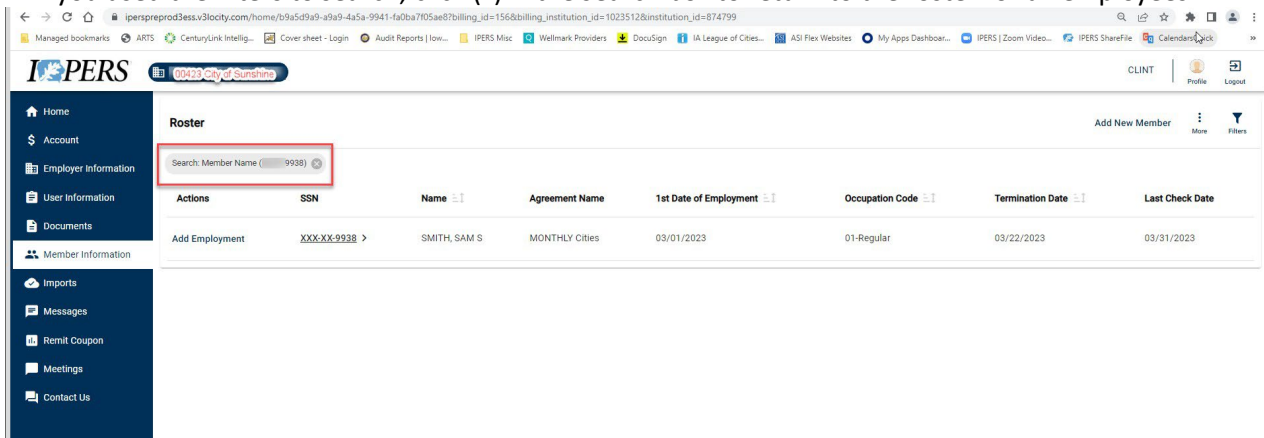 iperspreprod3ess.v3locity.com/home/b9a5d9a9-a9a9-4a5a-9941-fa0ba7f05ae8?billing_id=156&billing_institution_id=1023512&institution_id=874799
Managed bookmarks ARTS CenturyLink Intellig... Cover sheet - Login Audit Reports | Iow... IPERS Misc Wellmark Providers DocuSign IA League of Cities... ASI Flex Websites My Apps Dashboar... IPERS | Zoom Video... IPERS ShareFile Calendars Quick »
IPERS 00423 City of Sunshine CLINT Profile Logout
Home
Account
Employer Information
User Information
Documents
Member Information
Imports
Messages
Remit Coupon
Meetings
Contact Us
Roster Add New Member More Filters
Search: Member Name ( 9938)
Actions SSN Name Agreement Name 1st Date of Employment Occupation Code Termination Date Last Check Date
Add Employment XXX-XX-9938 > SMITH, SAM S MONTHLY Cities 03/01/2023 01-Regular 03/22/2023 03/31/2023